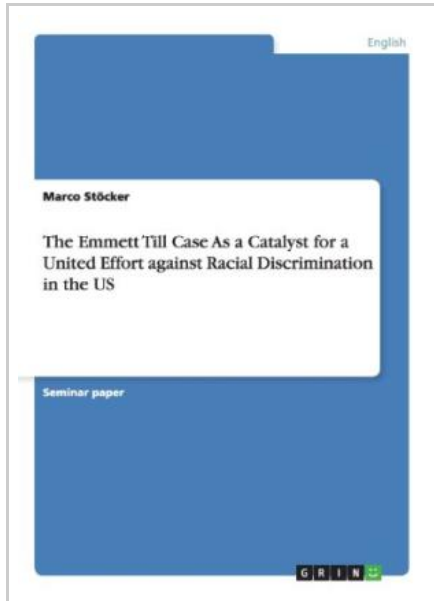 English
Marco Stöcker
The Emmett Till Case As a Catalyst for a
United Effort against Racial Discrimination
in the US
Seminar paper
GRIN